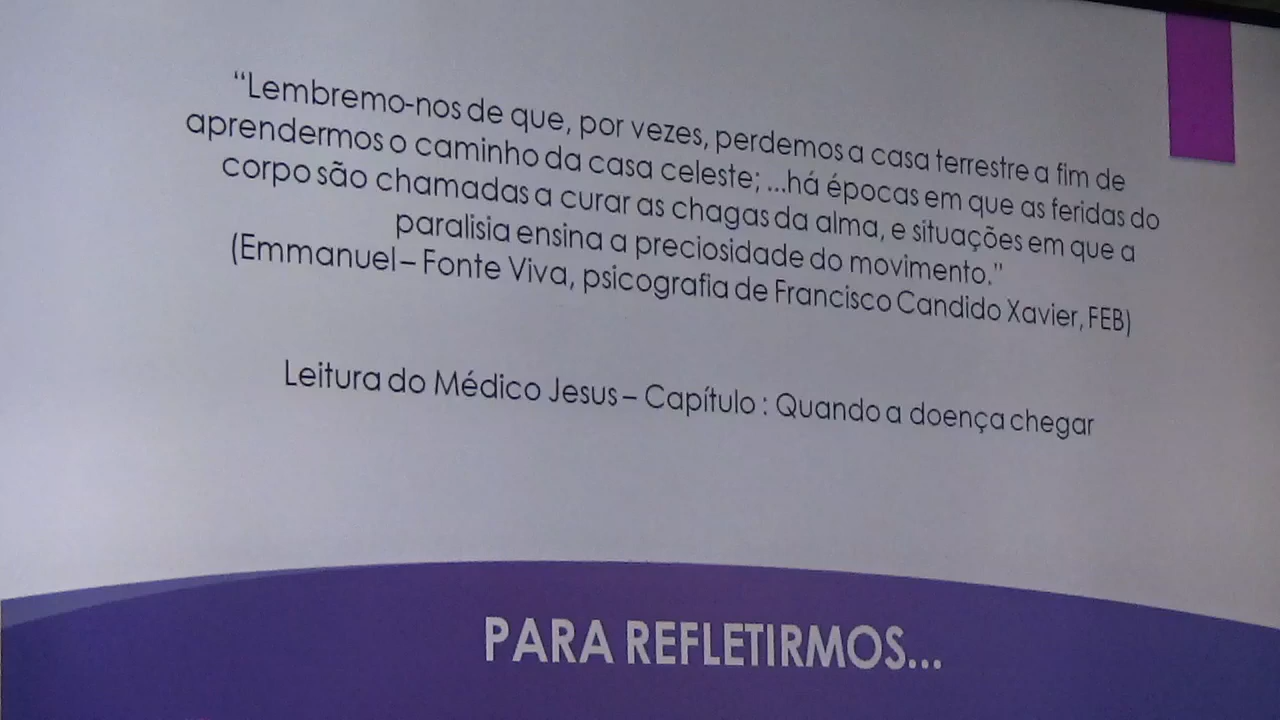 “Lembremo-nos de que, por vezes, perdemos a casa terrestre a fim de
aprendermos o caminho da casa celeste; ...há épocas em que as feridas do
corpo são chamadas a curar as chagas da alma, e situações em que a
paralisia ensina a preciosidade do movimento.”
(Emmanuel – Fonte Viva, psicografia de Francisco Candido Xavier, FEB)
Leitura do Médico Jesus – Capítulo : Quando a doença chegar
PARA REFLETIRMOS...